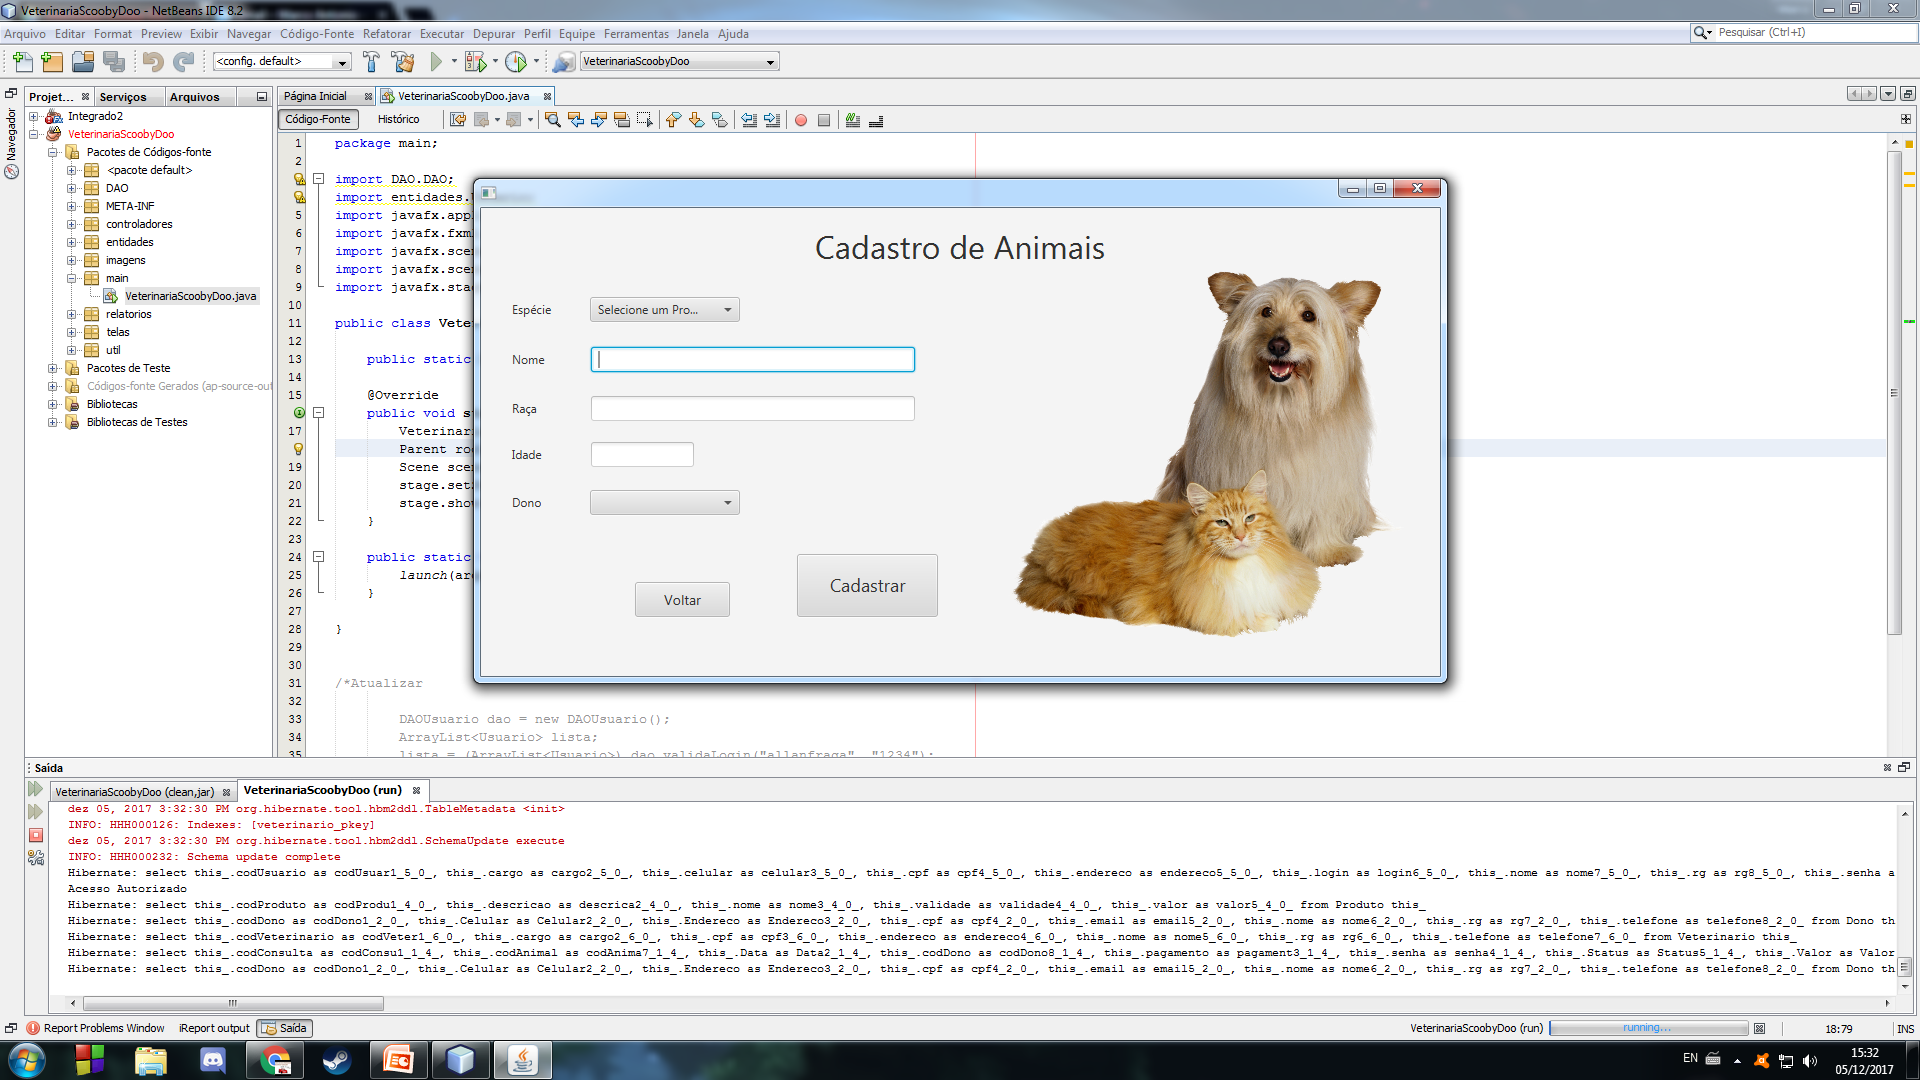 VeterinariaScoobyDoo - NetBeans IDE 8.2
Arquivo Editar Format Preview Exibir Navegar Código-Fonte Refatorar Executar Depurar Perfil Equipe Ferramentas Janela Ajuda
Pesquisar (Ctrl+I)
<config. default>
VeterinariaScoobyDoo
Projet... Serviços Arquivos
Navegador
Integrado2
VeterinariaScoobyDoo
Pacotes de Códigos-fonte
<pacote default>
DAO
META-INF
controladores
entidades
imagens
main
VeterinariaScoobyDoo.java
relatorios
telas
util
Pacotes de Teste
Códigos-fonte Gerados (ap-source-out
Bibliotecas
Bibliotecas de Testes
Página Inicial VeterinariaScoobyDoo.java
Código-Fonte Histórico
1 package main;
2
import DAO.DAO;
import entidades.
5 import javafx.app
6 import javafx.fxm
7 import javafx.sce
8 import javafx.sce
9 import javafx.sta
10
11 public class Vete
12
13 public static
14
15 @Override
public void s
17 Veterinar
Parent ro
19 Scene sce
20 stage.set
21 stage.sho
22 }
23
24 public static
25 launch(ar
26 }
27
28 }
29
30
31 /*Atualizar
32
33 DAOUsuario dao = new DAOUsuario();
34 ArrayList<Usuario> lista;
35 lista = (ArrayList<Usuario>) dao.validaLogin("allanfraga", "1234");
Cadastro de Animais
Espécie Selecione um Pro...
Nome
Raça
Idade
Dono
Voltar
Cadastrar
Saída
VeterinariaScoobyDoo (clean,jar) VeterinariaScoobyDoo (run)
dez 05, 2017 3:32:30 PM org.hibernate.tool.hbm2ddl.TableMetadata <init>
INFO: HHH000126: Indexes: [veterinario_pkey]
dez 05, 2017 3:32:30 PM org.hibernate.tool.hbm2ddl.SchemaUpdate execute
INFO: HHH000232: Schema update complete
Hibernate: select this_.codUsuario as codUsuar1_5_0_, this_.cargo as cargo2_5_0_, this_.celular as celular3_5_0_, this_.cpf as cpf4_5_0_, this_.endereco as endereco5_5_0_, this_.login as login6_5_0_, this_.nome as nome7_5_0_, this_.rg as rg8_5_0_, this_.senha a
Acesso Autorizado
Hibernate: select this_.codProduto as codProdu1_4_0_, this_.descricao as descrica2_4_0_, this_.nome as nome3_4_0_, this_.validade as validade4_4_0_, this_.valor as valor5_4_0_ from Produto this_
Hibernate: select this_.codDono as codDono1_2_0_, this_.Celular as Celular2_2_0_, this_.Endereco as Endereco3_2_0_, this_.cpf as cpf4_2_0_, this_.email as email5_2_0_, this_.nome as nome6_2_0_, this_.rg as rg7_2_0_, this_.telefone as telefone8_2_0_ from Dono th
Hibernate: select this_.codVeterinario as codVeter1_6_0_, this_.cargo as cargo2_6_0_, this_.cpf as cpf3_6_0_, this_.endereco as endereco4_6_0_, this_.nome as nome5_6_0_, this_.rg as rg6_6_0_, this_.telefone as telefone7_6_0_ from Veterinario this_
Hibernate: select this_.codConsulta as codConsu1_1_4_, this_.codAnimal as codAnima7_1_4_, this_.Data as Data2_1_4_, this_.codDono as codDono8_1_4_, this_.pagamento as pagament3_1_4_, this_.senha as senha4_1_4_, this_.Status as Status5_1_4_, this_.Valor as Valor
Hibernate: select this_.codDono as codDono1_2_0_, this_.Celular as Celular2_2_0_, this_.Endereco as Endereco3_2_0_, this_.cpf as cpf4_2_0_, this_.email as email5_2_0_, this_.nome as nome6_2_0_, this_.rg as rg7_2_0_, this_.telefone as telefone8_2_0_ from Dono th
Report Problems Window iReport output Saída
VeterinariaScoobyDoo (run) running... 18:79 INS
EN
15:32
05/12/2017